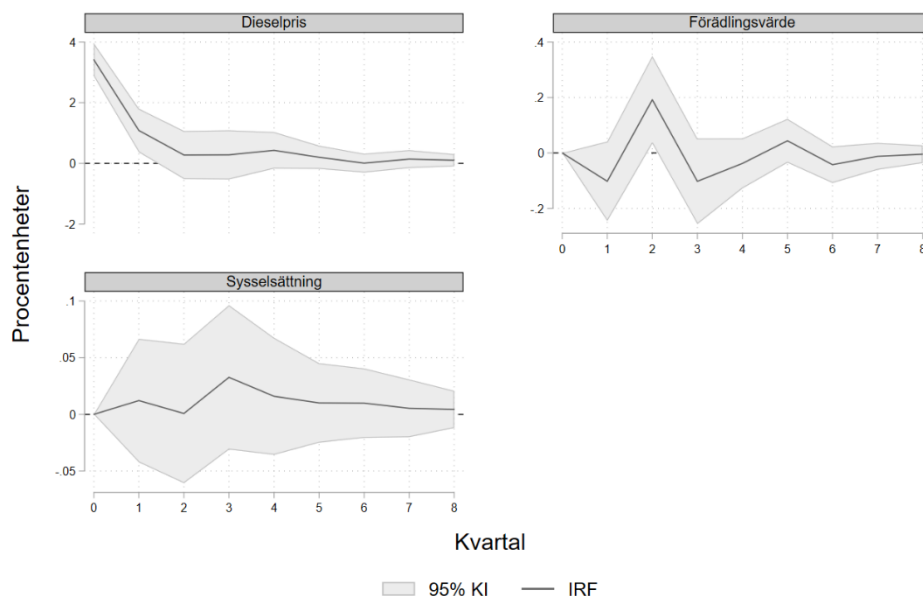 Dieselpris
4
2
0
-2
Förädlingsvärde
.4
.2
0
-.2
0 1 2 3 4 5 6 7 8
Sysselsättning
.1
.05
0
-.05
0 1 2 3 4 5 6 7 8
Procentenheter
Kvartal
95% KI IRF